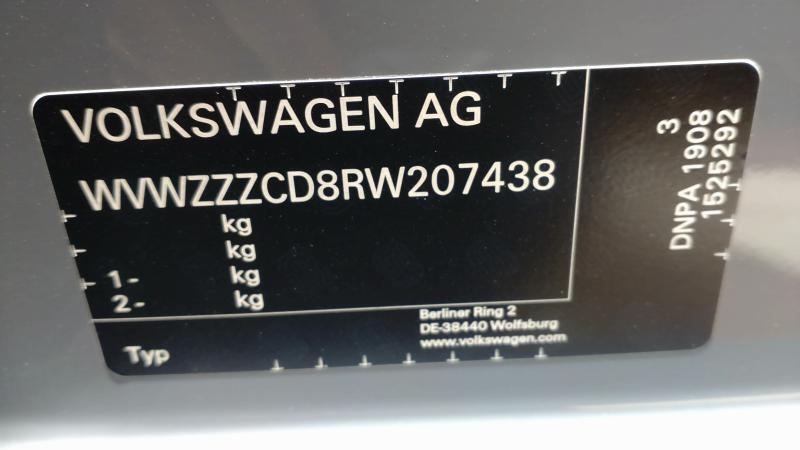 VOLKSWAGEN AG
WVWZZZCD8RW207438
kg
kg
1- kg
2- kg
Berliner Ring 2
DE-38440 Wolfsburg
www.volkswagen.com
Typ
3
DNPA 1908
1525292